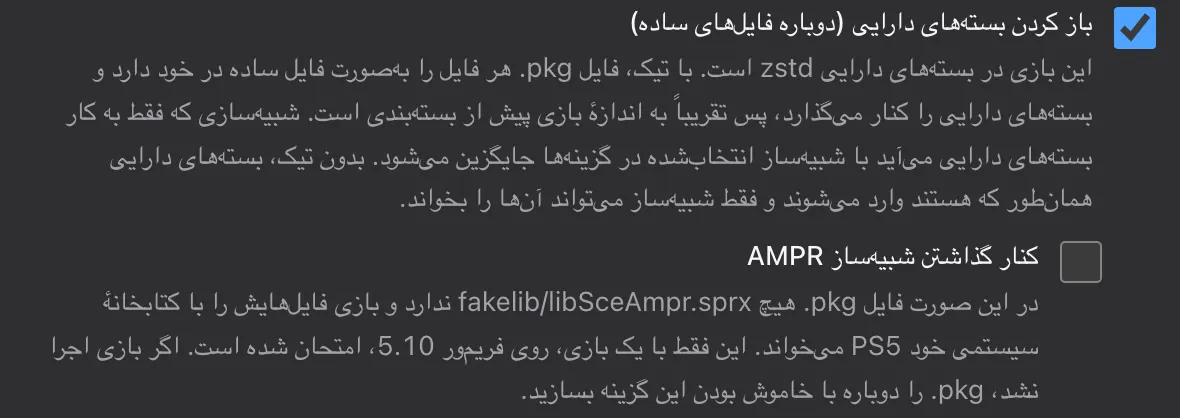 باز کردن بسته‌های دارایی (دوباره فایل‌های ساده)
این بازی در بسته‌های دارایی zstd است. با تیک، فایل pkg. هر فایل را به‌صورت فایل ساده در خود دارد و
بسته‌های دارایی را کنار می‌گذارد، پس تقریباً به اندازهٔ بازی پیش از بسته‌بندی است. شبیه‌سازی که فقط به کار
بسته‌های دارایی می‌آید با شبیه‌ساز انتخاب‌شده در گزینه‌ها جایگزین می‌شود. بدون تیک، بسته‌های دارایی
همان‌طور که هستند وارد می‌شوند و فقط شبیه‌ساز می‌تواند آن‌ها را بخواند.
کنار گذاشتن شبیه‌ساز AMPR
در این صورت فایل pkg. هیچ fakelib/libSceAmpr.sprx ندارد و بازی فایل‌هایش را با کتابخانهٔ
سیستمی خود PS5 می‌خواند. این فقط با یک بازی، روی فریم‌ور 5.10، امتحان شده است. اگر بازی اجرا
نشد، pkg. را دوباره با خاموش بودن این گزینه بسازید.